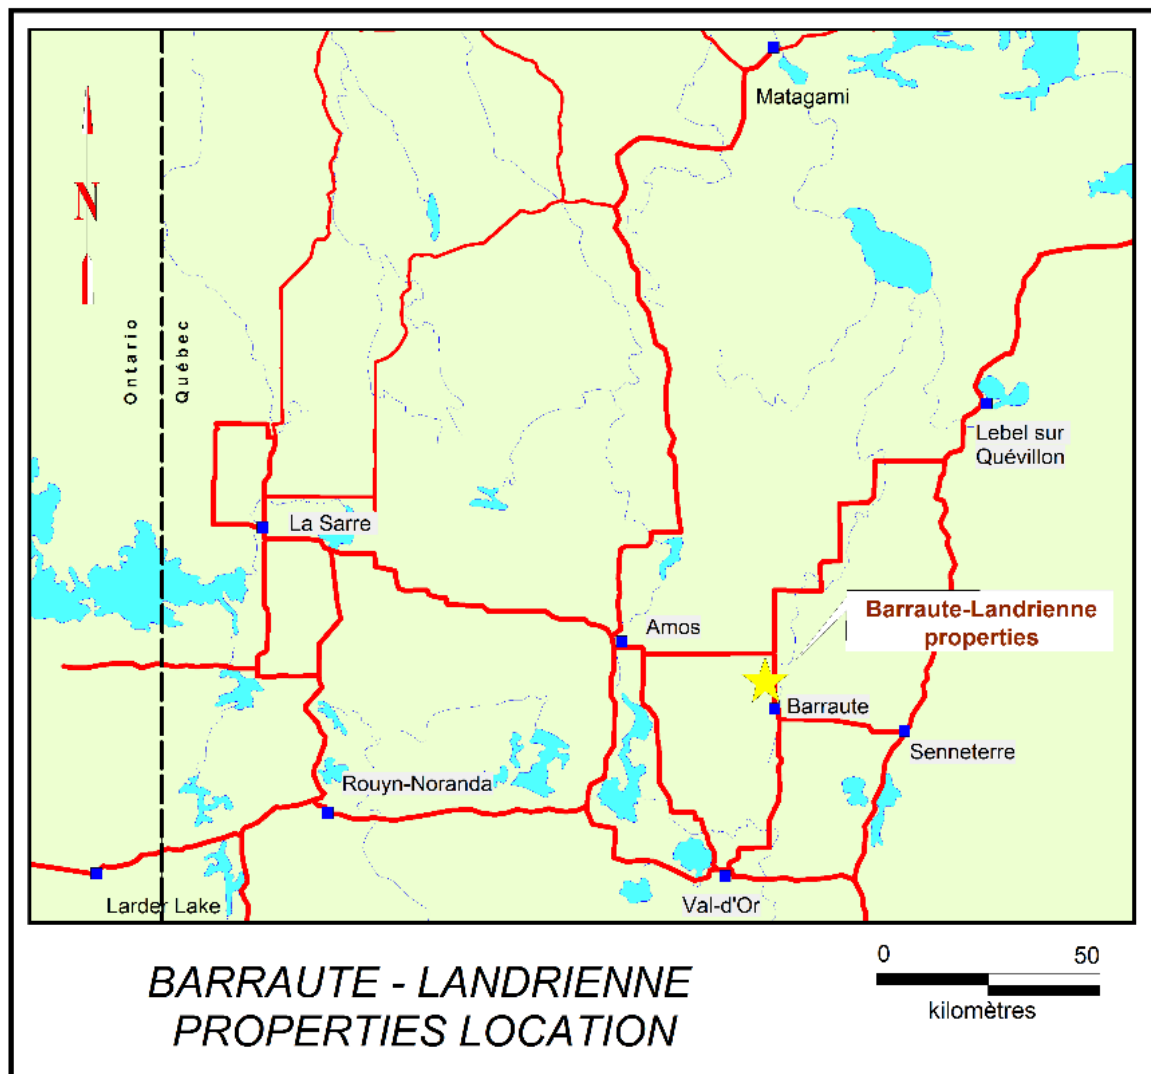 Matagami
N
Ontario
Québec
Lebel sur
Quévillon
La Sarre
Barraute-Landrienne
properties
Amos
Barraute
Senneterre
Rouyn-Noranda
Larder Lake
Val-d'Or
BARRAUTE - LANDRIENNE
PROPERTIES LOCATION
0 50
kilomètres